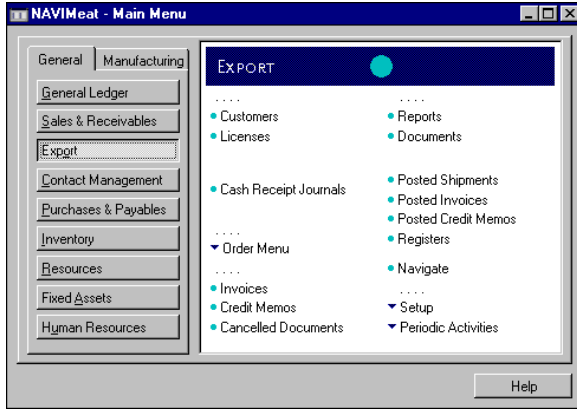 NAVIMeat - Main Menu
General
Manufacturing
General Ledger
Sales & Receivables
Export
Contact Management
Purchases & Payables
Inventory
Resources
Fixed Assets
Human Resources
EXPORT
. . . .
Customers
Licenses
Cash Receipt Journals
. . . .
Order Menu
. . . .
Invoices
Credit Memos
Cancelled Documents
. . . .
Reports
Documents
Posted Shipments
Posted Invoices
Posted Credit Memos
Registers
Navigate
. . . .
Setup
Periodic Activities
Help